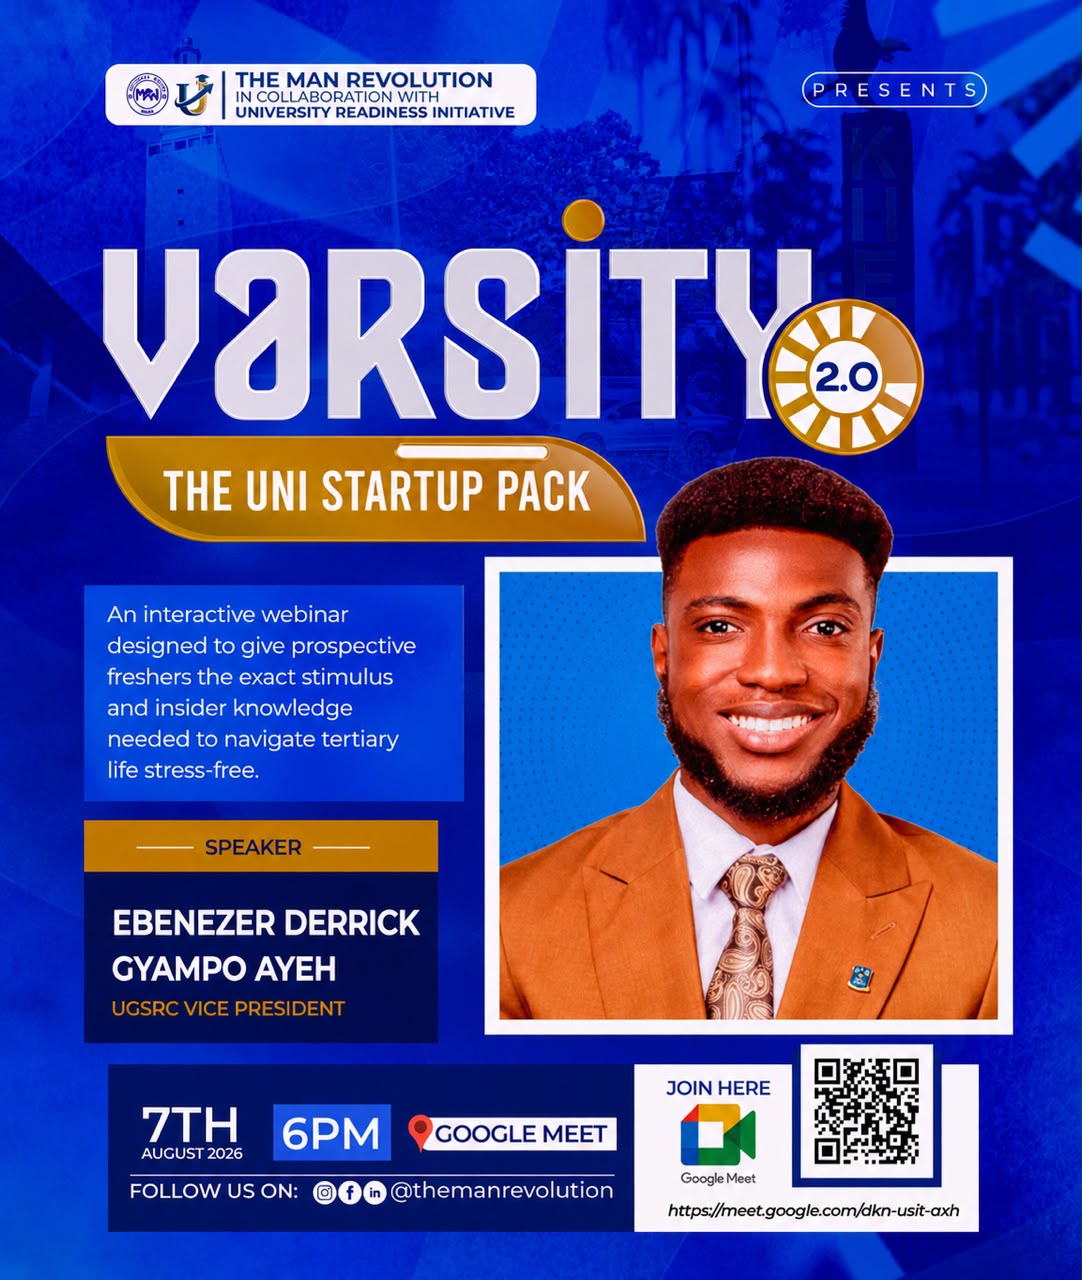 THE MAN REVOLUTION
IN COLLABORATION WITH
UNIVERSITY READINESS INITIATIVE
PRESENTS
VARSITY
2.0
THE UNI STARTUP PACK
An interactive webinar
designed to give prospective
freshers the exact stimulus
and insider knowledge
needed to navigate tertiary
life stress-free.
SPEAKER
EBENEZER DERRICK
GYAMPO AYEH
UGSRC VICE PRESIDENT
7TH
AUGUST 2026
6PM
GOOGLE MEET
FOLLOW US ON: @themanrevolution
JOIN HERE
Google Meet
https://meet.google.com/dkn-usit-axh